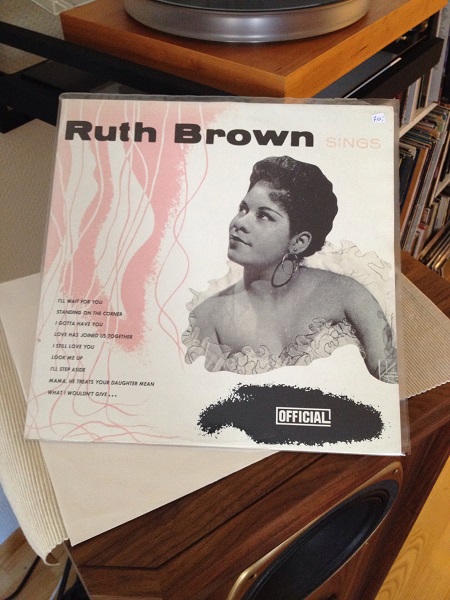 Ruth Brown SINGS
I'LL WAIT FOR YOU
STANDING ON THE CORNER
I GOTTA HAVE YOU
LOVE HAS JOINED US TOGETHER
I STILL LOVE YOU
LOOK ME UP
I'LL STEP ASIDE
MAMA, HE TREATS YOUR DAUGHTER MEAN
WHAT I WOULDN'T GIVE...
OFFICIAL